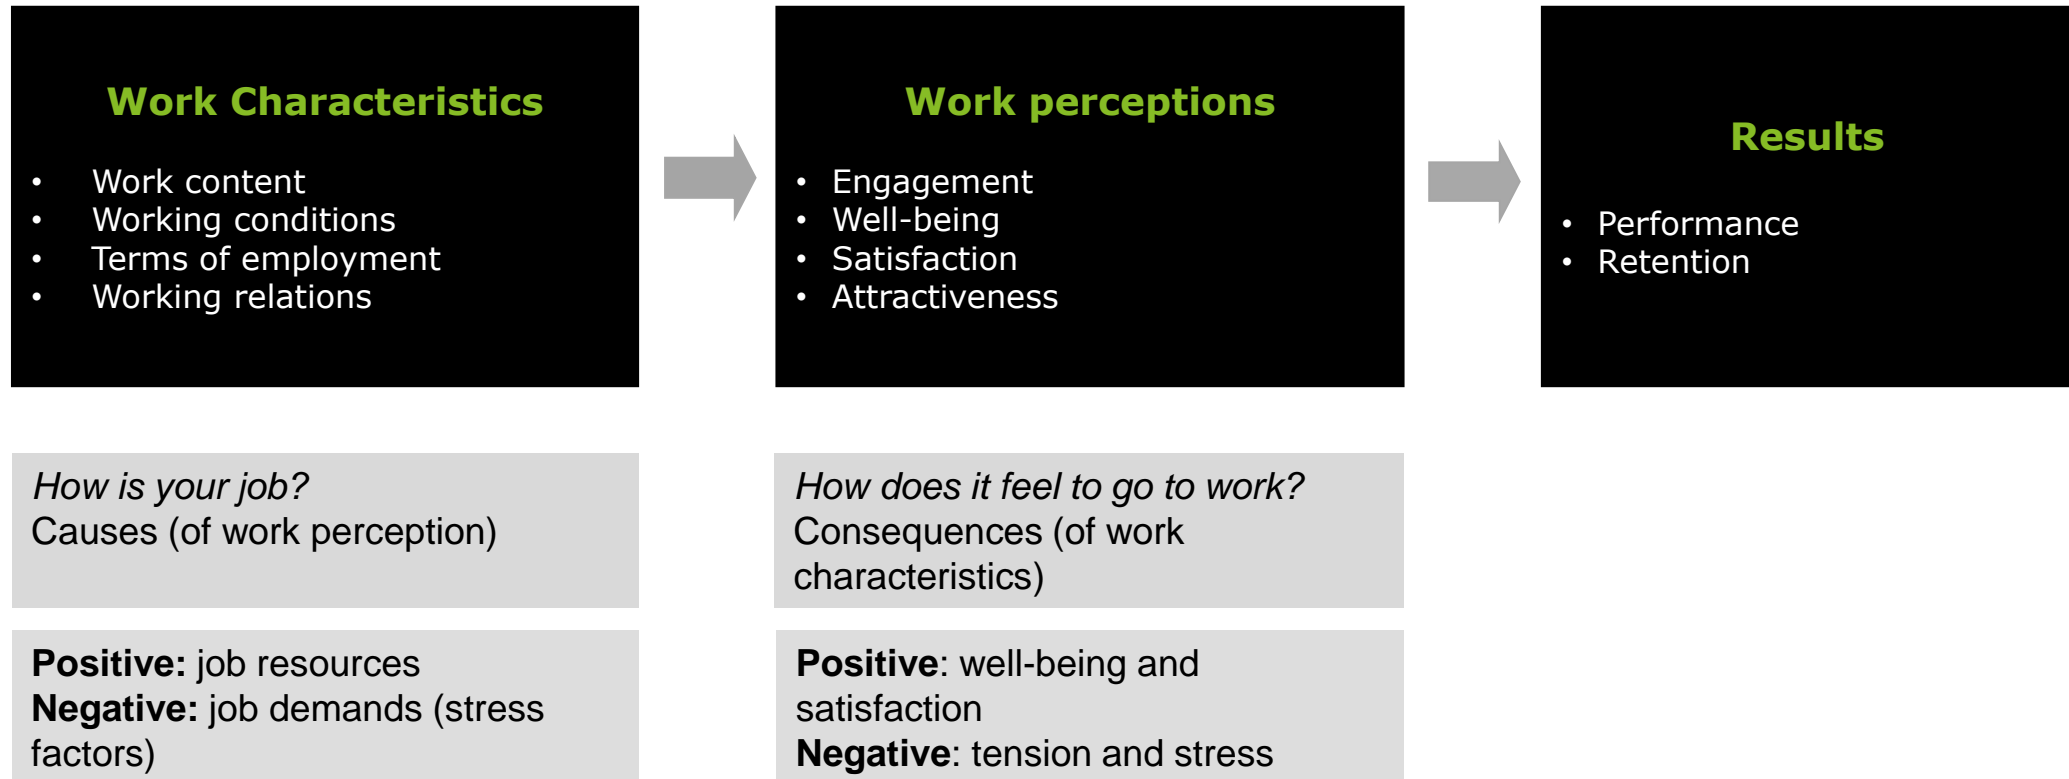 Work Characteristics
• Work content
• Working conditions
• Terms of employment
• Working relations
Work perceptions
• Engagement
• Well-being
• Satisfaction
• Attractiveness
Results
• Performance
• Retention
How is your job?
Causes (of work perception)
How does it feel to go to work?
Consequences (of work
characteristics)
Positive: job resources
Negative: job demands (stress
factors)
Positive: well-being and
satisfaction
Negative: tension and stress